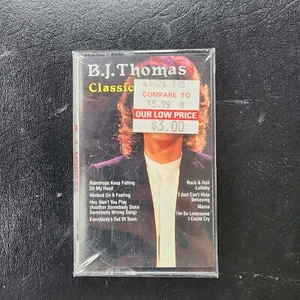 B.J. Thomas
Classic
COMPARE TO
$5.99 8
OUR LOW PRICE
$3.00
Raindrops Keep Falling
On My Head
Hooked On A Feeling
Hey Won't You Play
(Another Somebody Done
Somebody Wrong Song)
Everybody's Out Of Town
Rock & Roll
Lullaby
I Just Can't Help
Believing
Mama
I'm So Lonesome
I Could Cry